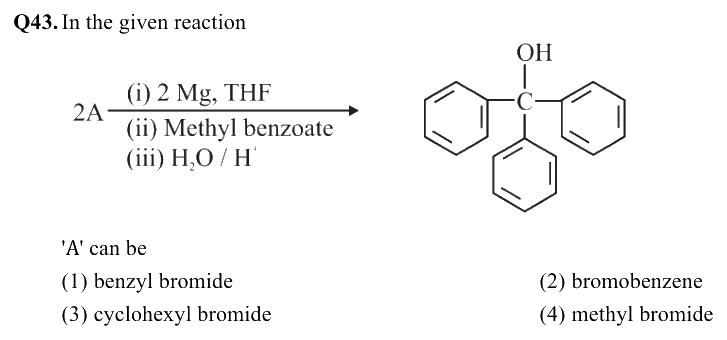 Q43. In the given reaction
OH
(i) 2 Mg, THF
2A
C
(ii) Methyl benzoate
(iii) H₂O / H⁺
'A' can be
(1) benzyl bromide
(2) bromobenzene
(3) cyclohexyl bromide
(4) methyl bromide